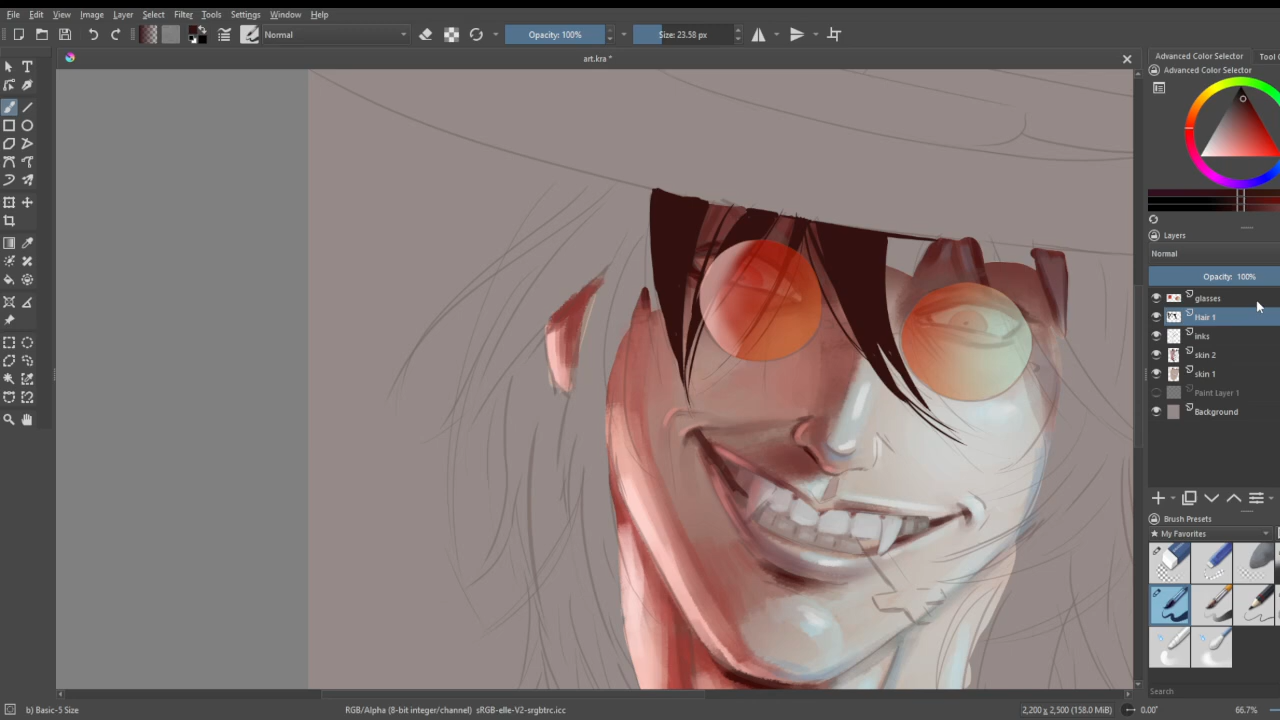 File Edit View Image Layer Select Filter Tools Settings Window Help
Normal
Opacity: 100%
Size: 23.58 px
art.kra *
Advanced Color Selector
Tool
Advanced Color Selector
Layers
Normal
Opacity: 100%
glasses
Hair 1
inks
skin 2
skin 1
Paint Layer 1
Background
Brush Presets
My Favorites
Search
b) Basic-5 Size
RGB/Alpha (8-bit integer/channel) sRGB-elle-V2-srgbtrc.icc
2,200 x 2,500 (158.0 MiB)
0.00°
66.7%